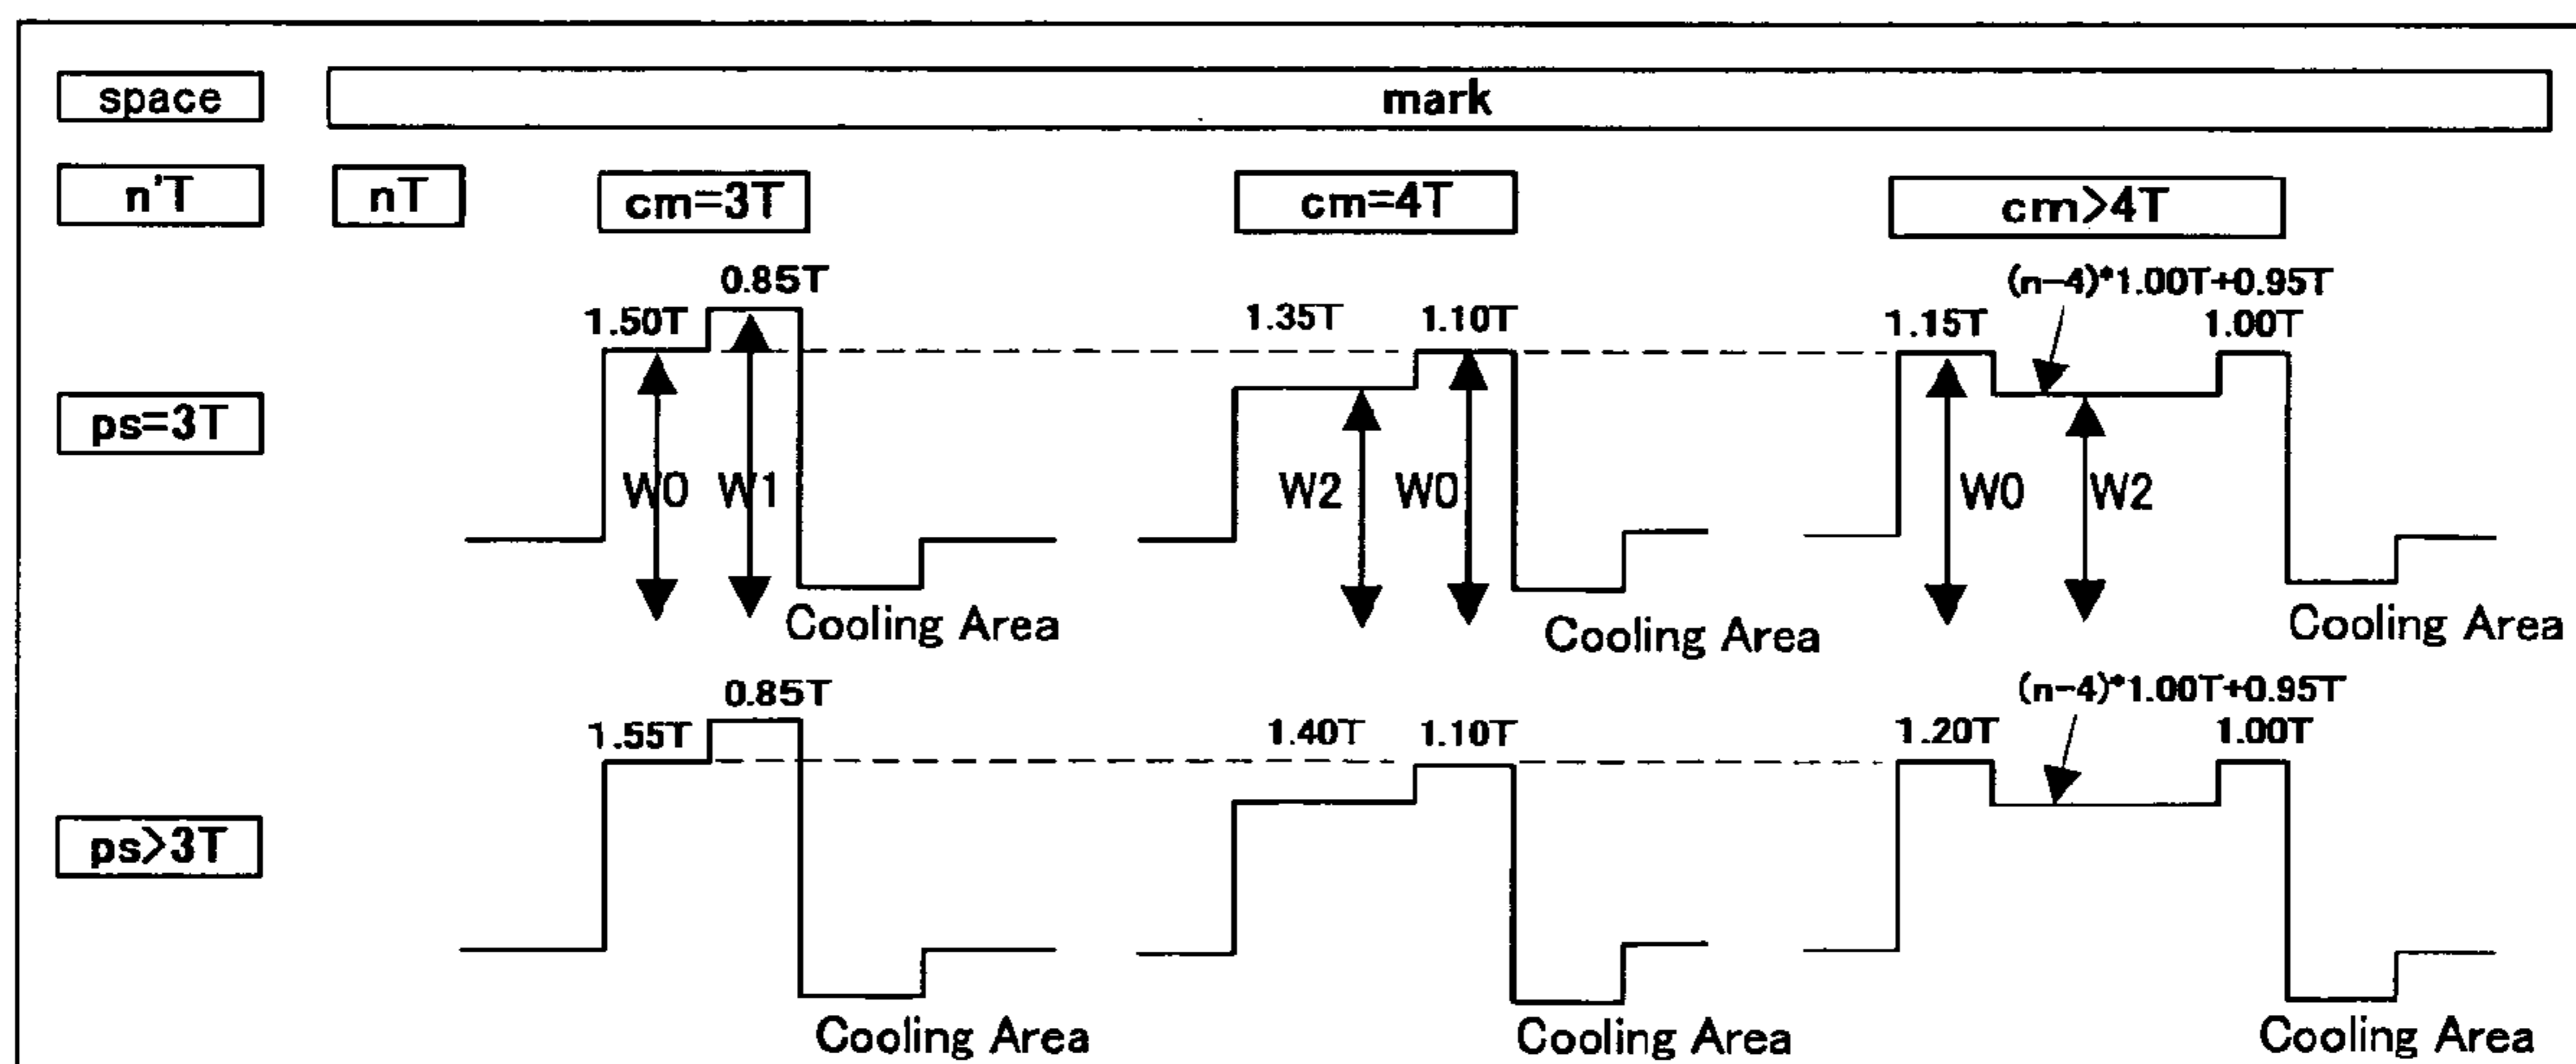 space mark
n'T nT cm=3T cm=4T cm>4T
0.85T (n-4)*1.00T+0.95T
1.50T 1.35T 1.10T 1.15T 1.00T
ps=3T
W0 W1 W2 W0 W0 W2
Cooling Area Cooling Area Cooling Area
0.85T (n-4)*1.00T+0.95T
1.55T 1.40T 1.10T 1.20T 1.00T
ps>3T
Cooling Area Cooling Area Cooling Area